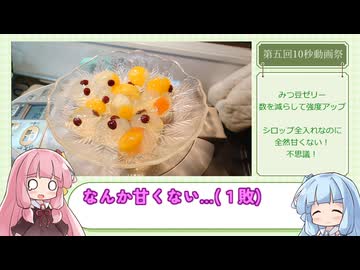 第五回10秒動画祭
みつ豆ゼリー
数を減らして強度アップ
シロップ全入れなのに
全然甘くない！
不思議！
なんか甘くない...(１敗)